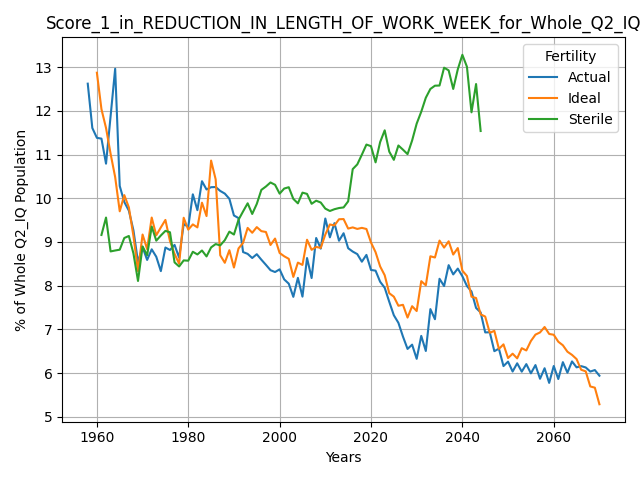 Score_1_in_REDUCTION_IN_LENGTH_OF_WORK_WEEK_for_Whole_Q2_IQ
Fertility
Actual
Ideal
Sterile
% of Whole Q2_IQ Population
13
12
11
10
9
8
7
6
5
1960 1980 2000 2020 2040 2060
Years